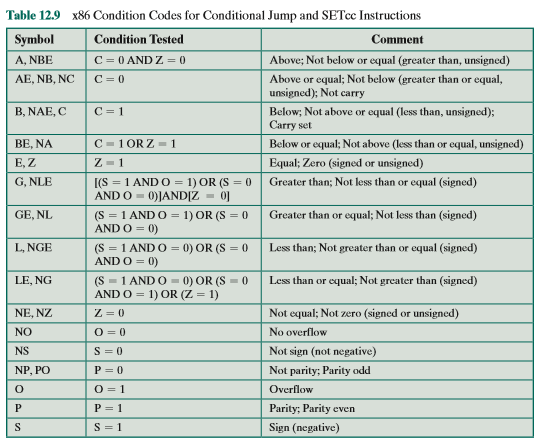 Table 12.9 x86 Condition Codes for Conditional Jump and SETcc Instructions
Symbol Condition Tested Comment
A, NBE C = 0 AND Z = 0 Above; Not below or equal (greater than, unsigned)
AE, NB, NC C = 0 Above or equal; Not below (greater than or equal,
unsigned); Not carry
B, NAE, C C = 1 Below; Not above or equal (less than, unsigned);
Carry set
BE, NA C = 1 OR Z = 1 Below or equal; Not above (less than or equal, unsigned)
E, Z Z = 1 Equal; Zero (signed or unsigned)
G, NLE [(S = 1 AND O = 1) OR (S = 0 Greater than; Not less than or equal (signed)
AND O = 0)]AND[Z = 0]
GE, NL (S = 1 AND O = 1) OR (S = 0 Greater than or equal; Not less than (signed)
AND O = 0)
L, NGE (S = 1 AND O = 0) OR (S = 0 Less than; Not greater than or equal (signed)
AND O = 0)
LE, NG (S = 1 AND O = 0) OR (S = 0 Less than or equal; Not greater than (signed)
AND O = 1) OR (Z = 1)
NE, NZ Z = 0 Not equal; Not zero (signed or unsigned)
NO O = 0 No overflow
NS S = 0 Not sign (not negative)
NP, PO P = 0 Not parity; Parity odd
O O = 1 Overflow
P P = 1 Parity; Parity even
S S = 1 Sign (negative)